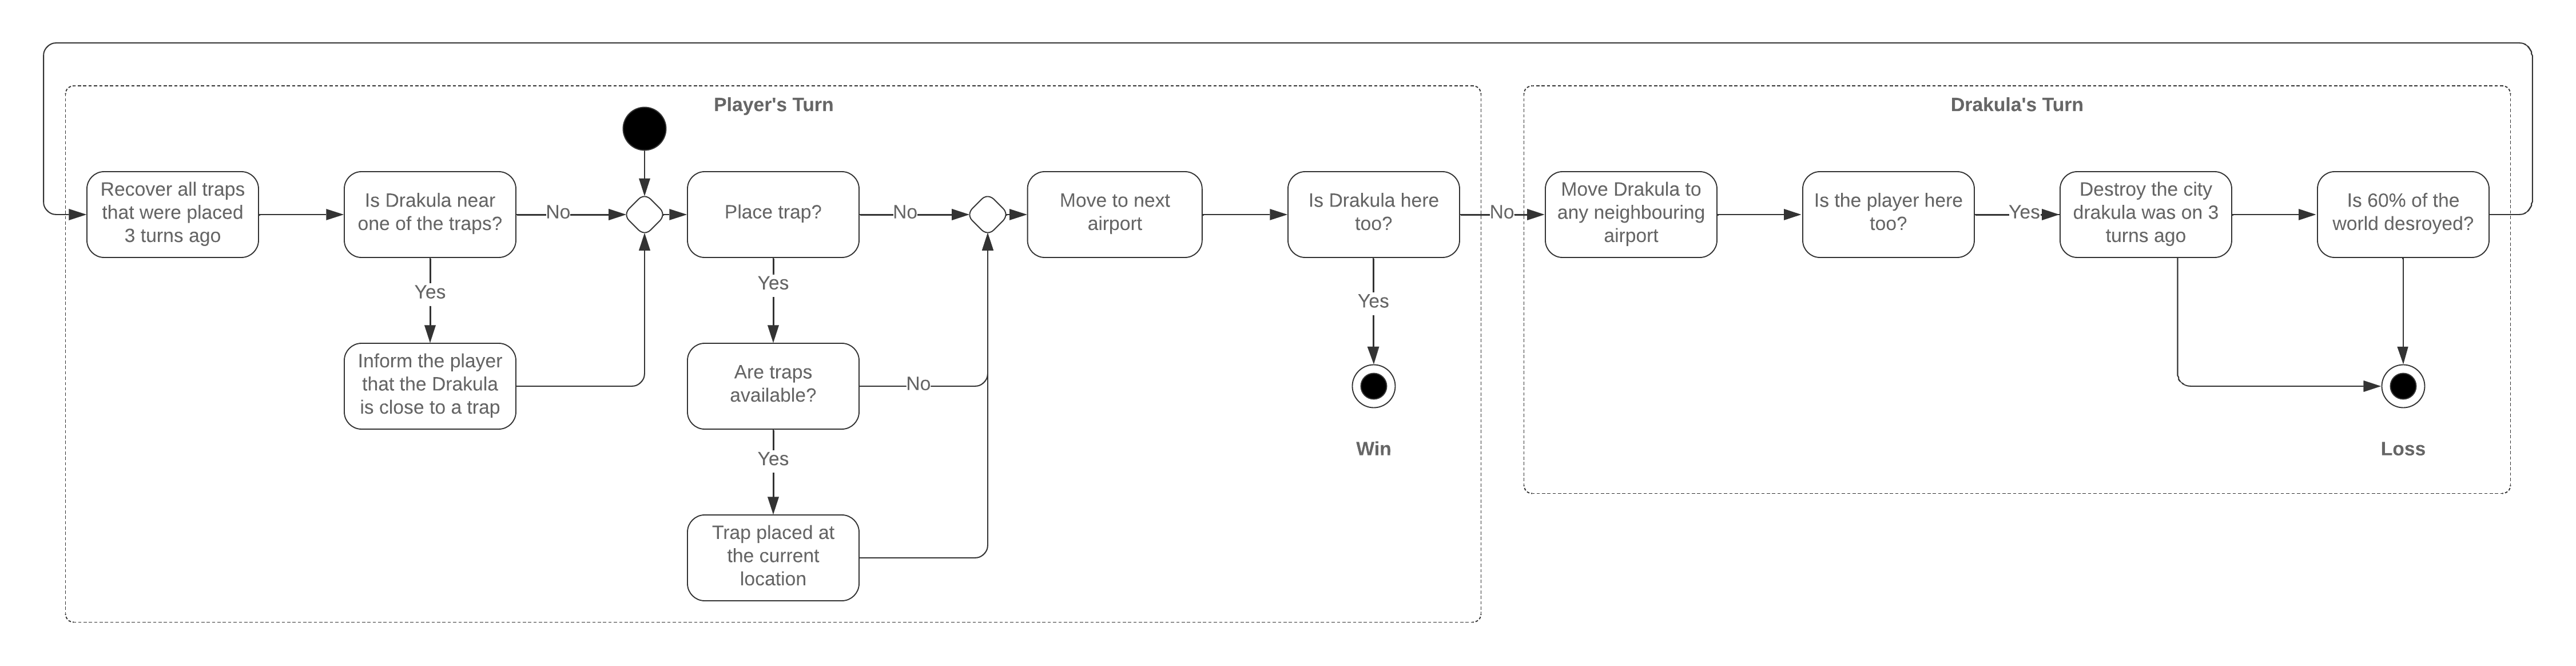 Player's Turn
Drakula's Turn
Recover all traps
that were placed
3 turns ago
Is Drakula near
one of the traps?
No
Place trap?
No
Move to next
airport
Is Drakula here
too?
No
Move Drakula to
any neighbouring
airport
Is the player here
too?
Yes
Destroy the city
drakula was on 3
turns ago
Is 60% of the
world desroyed?
Yes
Yes
Yes
Inform the player
that the Drakula
is close to a trap
Are traps
available?
No
Yes
Win
Loss
Trap placed at
the current
location